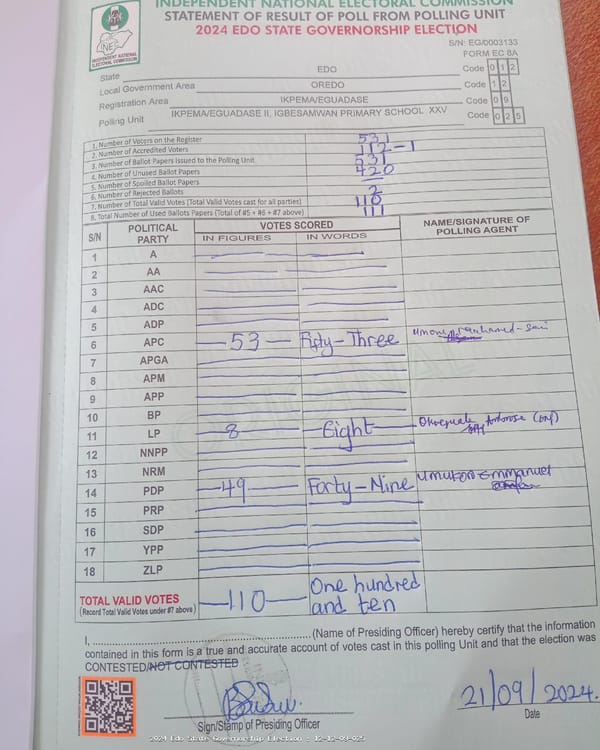 INDEPENDENT NATIONAL ELECTORAL COMMISSION
STATEMENT OF RESULT OF POLL FROM POLLING UNIT
2024 EDO STATE GOVERNORSHIP ELECTION
INDEPENDENT NATIONAL
ELECTORAL COMMISSION
S/N: EG/0003133
FORM EC 8A
State EDO Code 0 1 2
Local Government Area OREDO Code 1 2
Registration Area IKPEMA/EGUADASE Code 0 9
Polling Unit IKPEMA/EGUADASE II, IGBESAMVAN PRIMARY SCHOOL XXV Code 0 2 5
1. Number of Voters on the Register 531
2. Number of Accredited Voters 112-1
3. Number of Ballot Papers Issued to the Polling Unit 531
4. Number of Unused Ballot Papers 420
5. Number of Spoiled Ballot Papers
6. Number of Rejected Ballots 2
7. Number of Total Valid Votes (Total Valid Votes cast for all parties) 110
8. Total Number of Used Ballots Papers (Total of #5 + #6 + #7 above) 111
S/N POLITICAL PARTY VOTES SCORED NAME/SIGNATURE OF POLLING AGENT
IN FIGURES IN WORDS
1 A
2 AA
3 AAC
4 ADC
5 ADP
6 APC 53 Fifty-Three
7 APGA
8 APM
9 APP
10 BP
11 LP 8 Eight Ambrose
12 NNPP
13 NRM
14 PDP 49 Forty-Nine Emmanuel
15 PRP
16 SDP
17 YPP
18 ZLP
TOTAL VALID VOTES 110 One hundred
(Record Total Valid Votes under #7 above) and ten
I, ............ (Name of Presiding Officer) hereby certify that the information
contained in this form is a true and accurate account of votes cast in this polling Unit and that the election was
CONTESTED/NOT CONTESTED
21/09/2024.
Sign/Stamp of Presiding Officer Date
2024 Edo State Governorship Election : 12-12-09-025